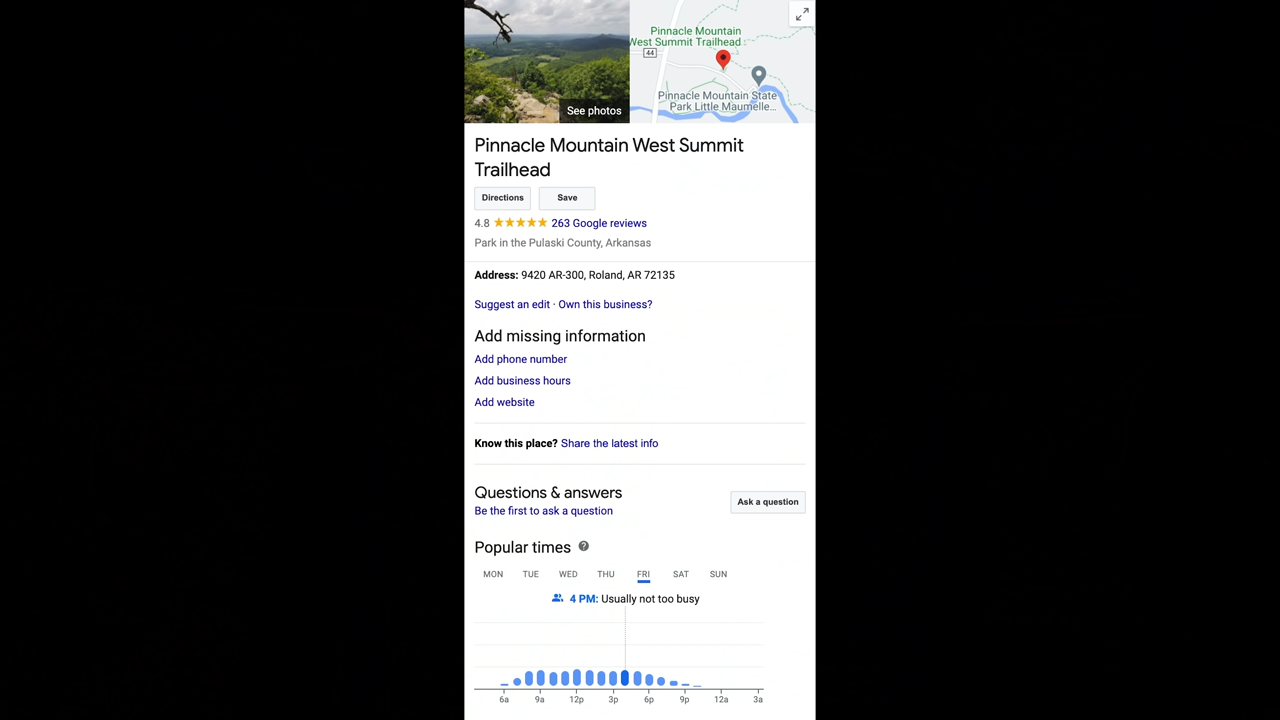 Pinnacle Mountain
West Summit Trailhead
44
Pinnacle Mountain State
Park Little Maumelle...
See photos
Pinnacle Mountain West Summit
Trailhead
Directions Save
4.8 263 Google reviews
Park in the Pulaski County, Arkansas
Address: 9420 AR-300, Roland, AR 72135
Suggest an edit · Own this business?
Add missing information
Add phone number
Add business hours
Add website
Know this place? Share the latest info
Questions & answers
Be the first to ask a question
Ask a question
Popular times ?
MON TUE WED THU FRI SAT SUN
4 PM: Usually not too busy
6a 9a 12p 3p 6p 9p 12a 3a